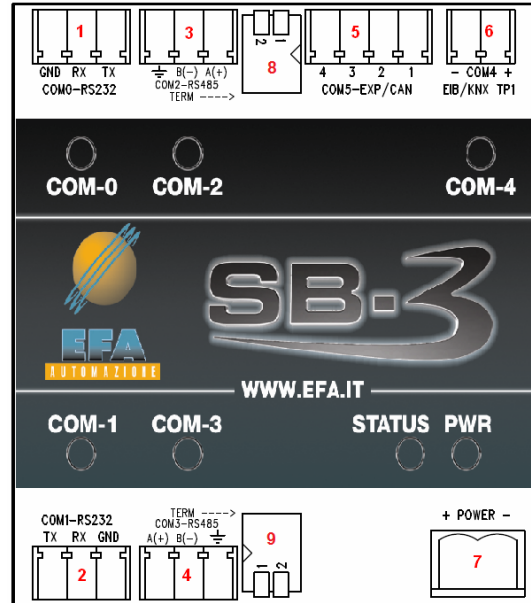 1 3 5 6
2 1
8
GND RX TX
B(-) A(+)
4 3 2 1
- COM4 +
COM0-RS232
COM2-RS485
COM5-EXP/CAN
EIB/KNX TP1
TERM ---->
COM-0 COM-2 COM-4
SB-3
EFA
AUTOMAZIONE
WWW.EFA.IT
COM-1 COM-3 STATUS PWR
TERM ---->
COM1-RS232
COM3-RS485
+ POWER -
TX RX GND
A(+) B(-)
9
2 4 7
1 2